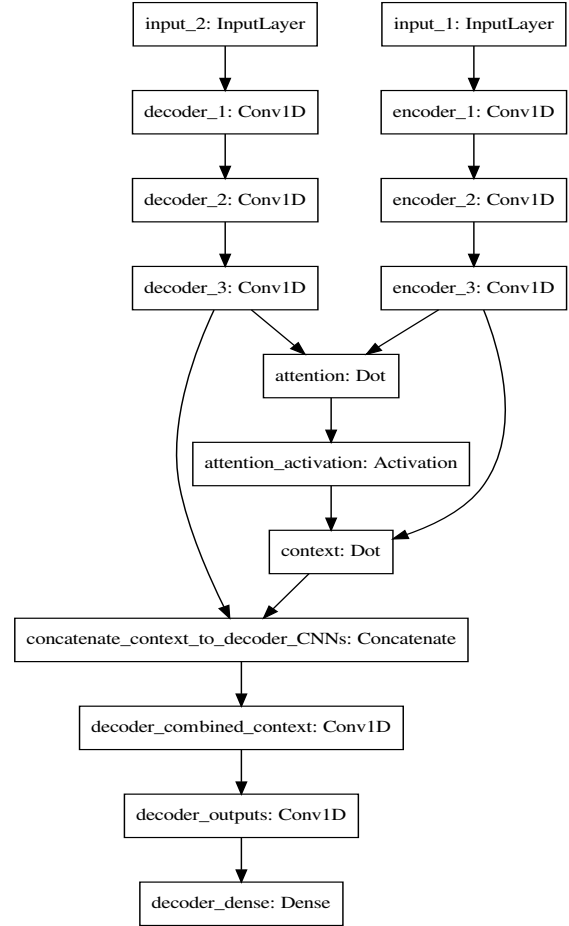 input_2: InputLayer
input_1: InputLayer
decoder_1: Conv1D
encoder_1: Conv1D
decoder_2: Conv1D
encoder_2: Conv1D
decoder_3: Conv1D
encoder_3: Conv1D
attention: Dot
attention_activation: Activation
context: Dot
concatenate_context_to_decoder_CNNs: Concatenate
decoder_combined_context: Conv1D
decoder_outputs: Conv1D
decoder_dense: Dense